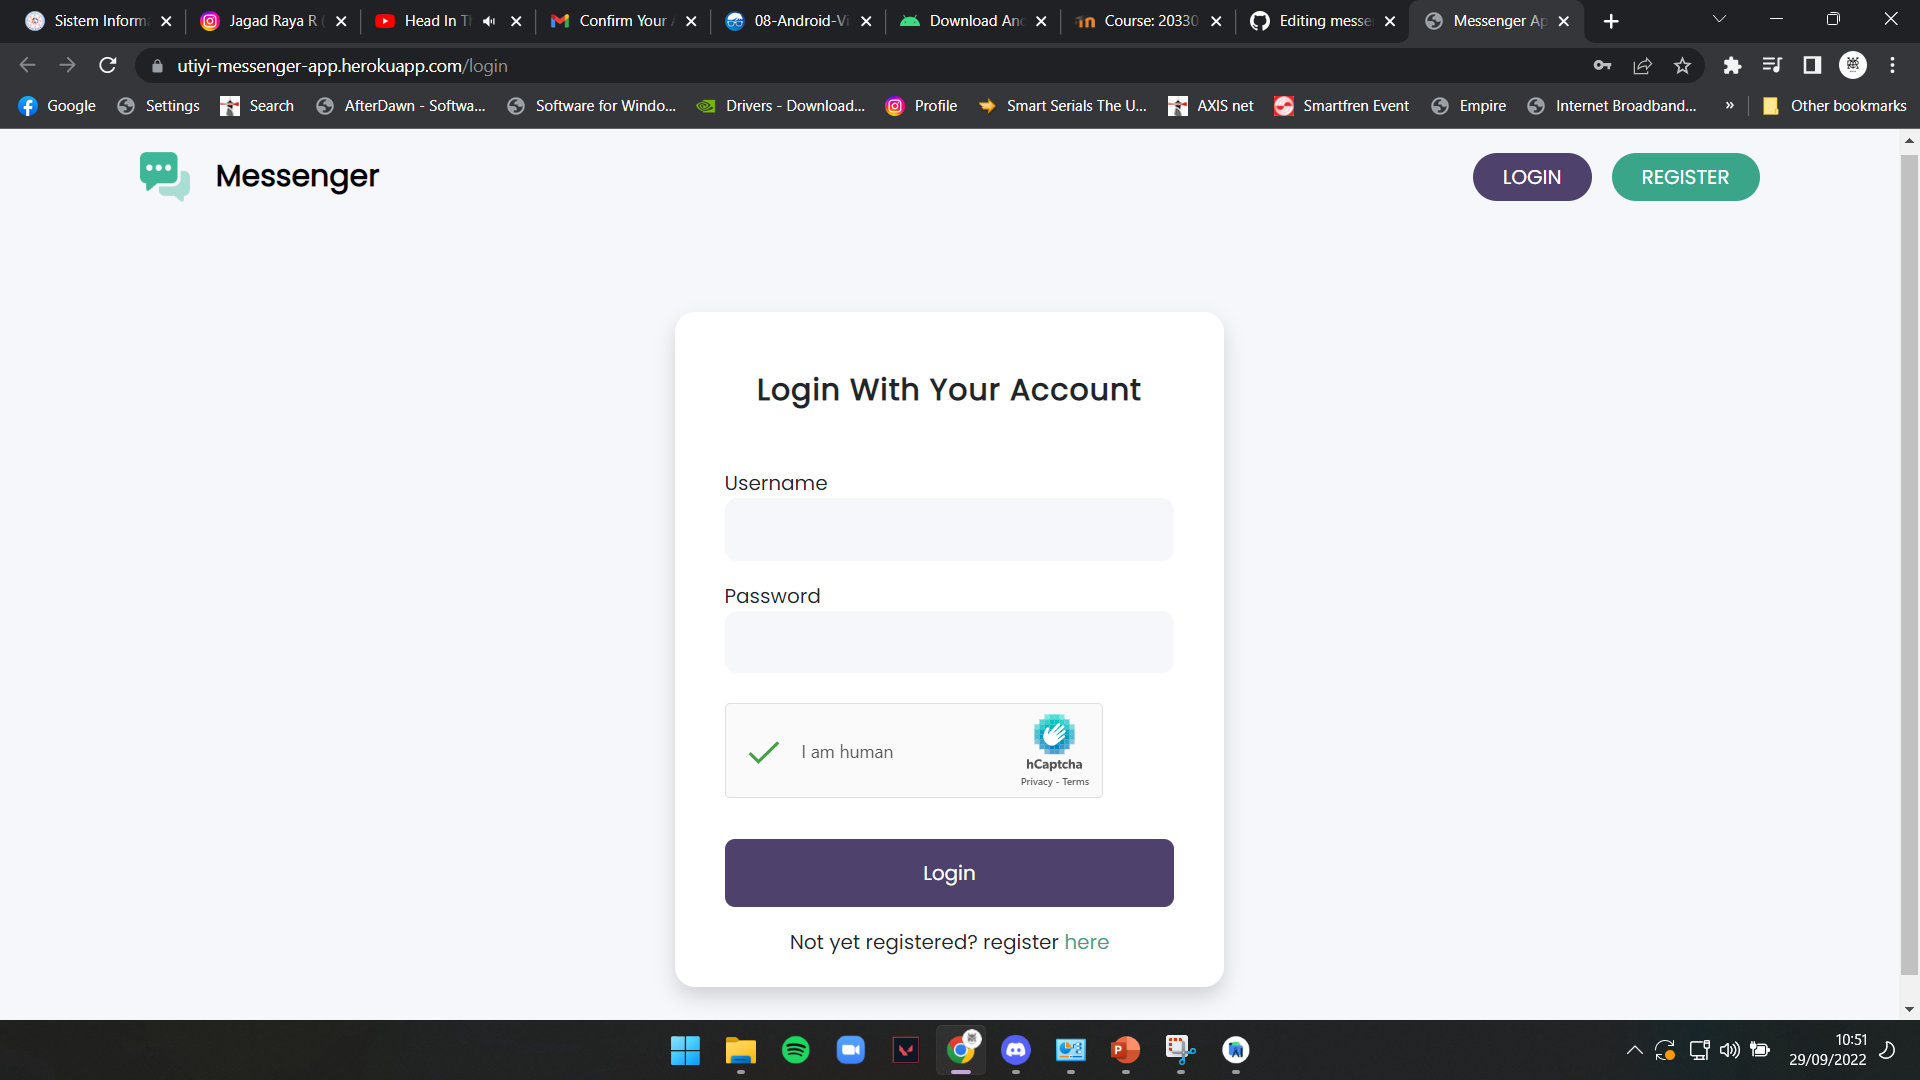 Sistem Inform
Jagad Raya R
Head In T
Confirm Your
08-Android-Vi
Download And
Course: 20330
Editing messe
Messenger Ap
utiyi-messenger-app.herokuapp.com/login
Google
Settings
Search
AfterDawn - Softwa...
Software for Windo...
Drivers - Download...
Profile
Smart Serials The U...
AXIS net
Smartfren Event
Empire
Internet Broadband...
»
Other bookmarks
Messenger
LOGIN
REGISTER
Login With Your Account
Username
Password
I am human
hCaptcha
Privacy - Terms
Login
Not yet registered? register here
10:51
29/09/2022